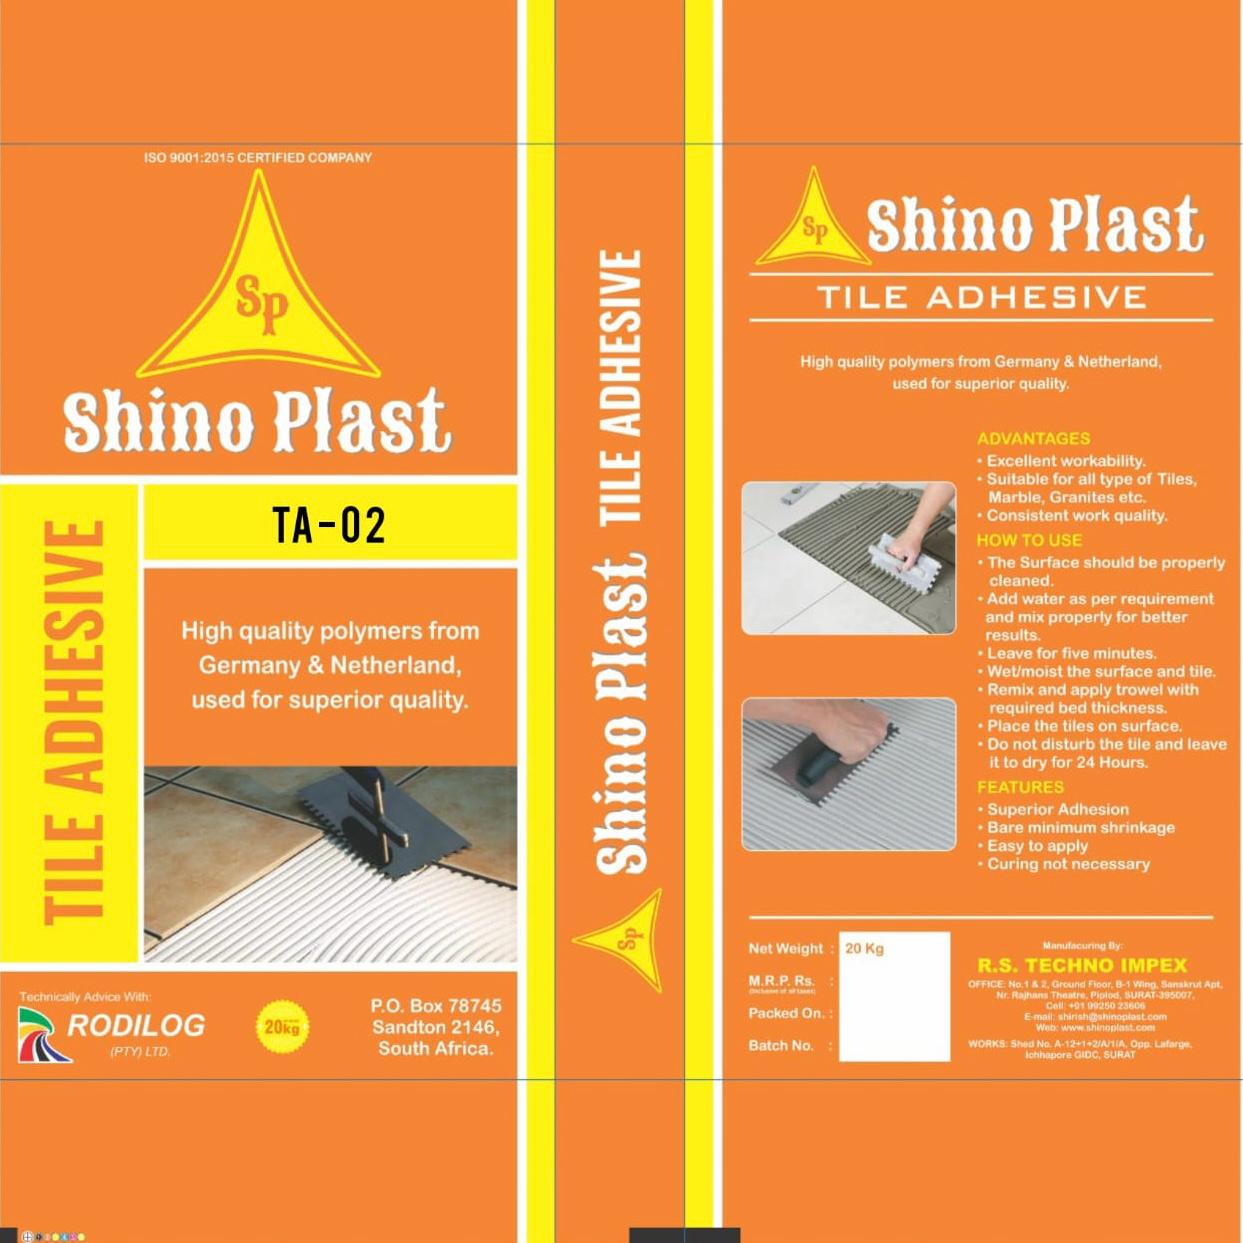 ISO 9001:2015 CERTIFIED COMPANY
Sp
Shino Plast
TILE ADHESIVE
TA-02
High quality polymers from
Germany & Netherland,
used for superior quality.
Technically Advice With:
RODILOG
(PTY) LTD.
20kg
P.O. Box 78745
Sandton 2146,
South Africa.
Sp Shino Plast TILE ADHESIVE
Sp
Shino Plast
TILE ADHESIVE
High quality polymers from Germany & Netherland,
used for superior quality.
ADVANTAGES
• Excellent workability.
• Suitable for all type of Tiles,
Marble, Granites etc.
• Consistent work quality.
HOW TO USE
• The Surface should be properly
cleaned.
• Add water as per requirement
and mix properly for better
results.
• Leave for five minutes.
• Wet/moist the surface and tile.
• Remix and apply trowel with
required bed thickness.
• Place the tiles on surface.
• Do not disturb the tile and leave
it to dry for 24 Hours.
FEATURES
• Superior Adhesion
• Bare minimum shrinkage
• Easy to apply
• Curing not necessary
Net Weight : 20 Kg
M.R.P. Rs. :
(Inclusive of all taxes)
Packed On. :
Batch No. :
Manufacuring By:
R.S. TECHNO IMPEX
OFFICE: No.1 & 2, Ground Floor, B-1 Wing, Sanskrut Apt,
Nr. Rajhans Theatre, Piplod, SURAT-395007,
Cell: +91 99250 23606
E-mail: shirish@shinoplast.com
Web: www.shinoplast.com
WORKS: Shed No. A-12+1+2/A/1/A, Opp. Lafarge,
Ichhapore GIDC, SURAT